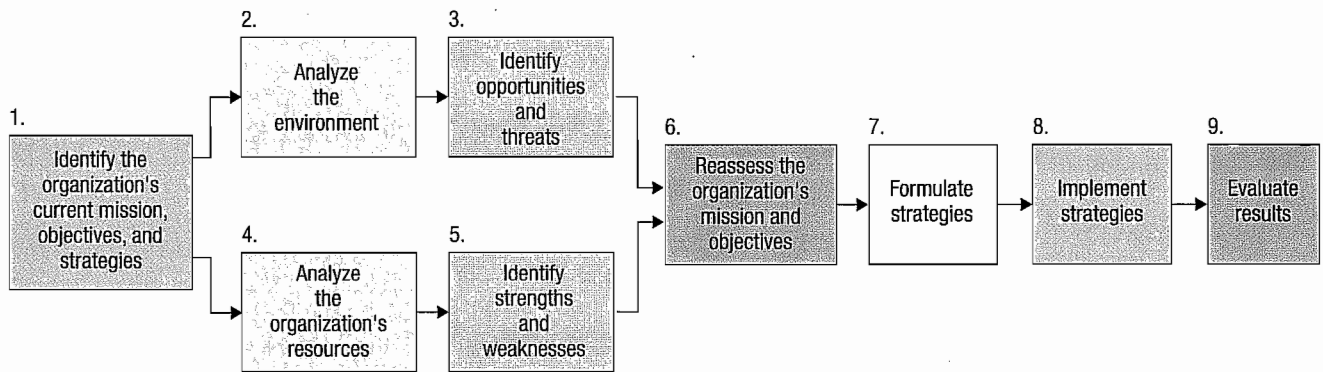 1.
Identify the
organization's
current mission,
objectives, and
strategies
2.
Analyze
the
environment
3.
Identify
opportunities
and
threats
4.
Analyze
the
organization's
resources
5.
Identify
strengths
and
weaknesses
6.
Reassess the
organization's
mission and
objectives
7.
Formulate
strategies
8.
Implement
strategies
9.
Evaluate
results